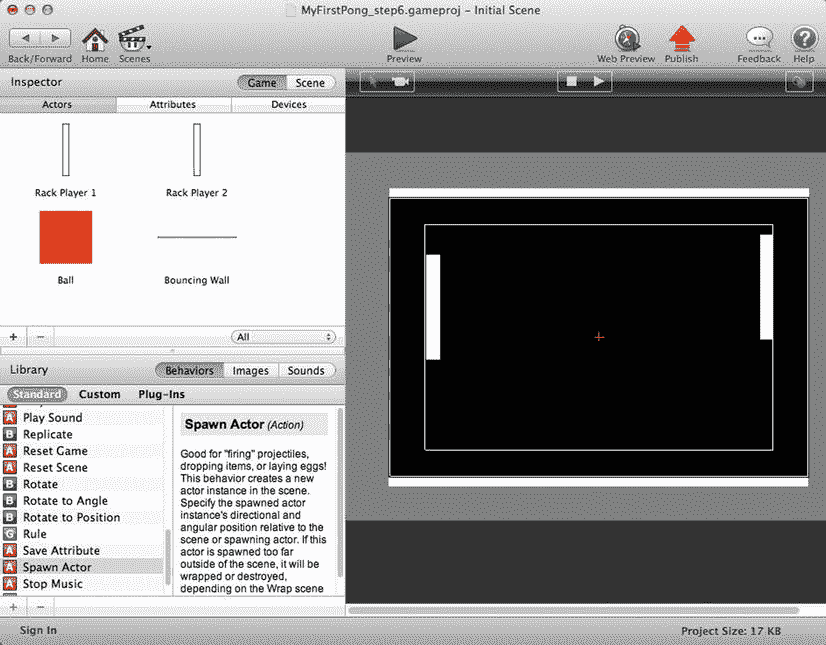 MyFirstPong_step6.gameproj - Initial Scene
Back/Forward Home Scenes Preview Web Preview Publish Feedback Help
Inspector Game Scene
Actors Attributes Devices
Rack Player 1 Rack Player 2
Ball Bouncing Wall
+ - All
Library Behaviors Images Sounds
Standard Custom Plug-Ins
A Play Sound
B Replicate
A Reset Game
A Reset Scene
B Rotate
B Rotate to Angle
B Rotate to Position
G Rule
A Save Attribute
A Spawn Actor
A Stop Music
Spawn Actor (Action)
Good for "firing" projectiles,
dropping items, or laying eggs!
This behavior creates a new
actor instance in the scene.
Specify the spawned actor
instance's directional and
angular position relative to the
scene or spawning actor. If this
actor is spawned too far
outside of the scene, it will be
wrapped or destroyed,
depending on the Wrap scene
+ -
Sign In Project Size: 17 KB